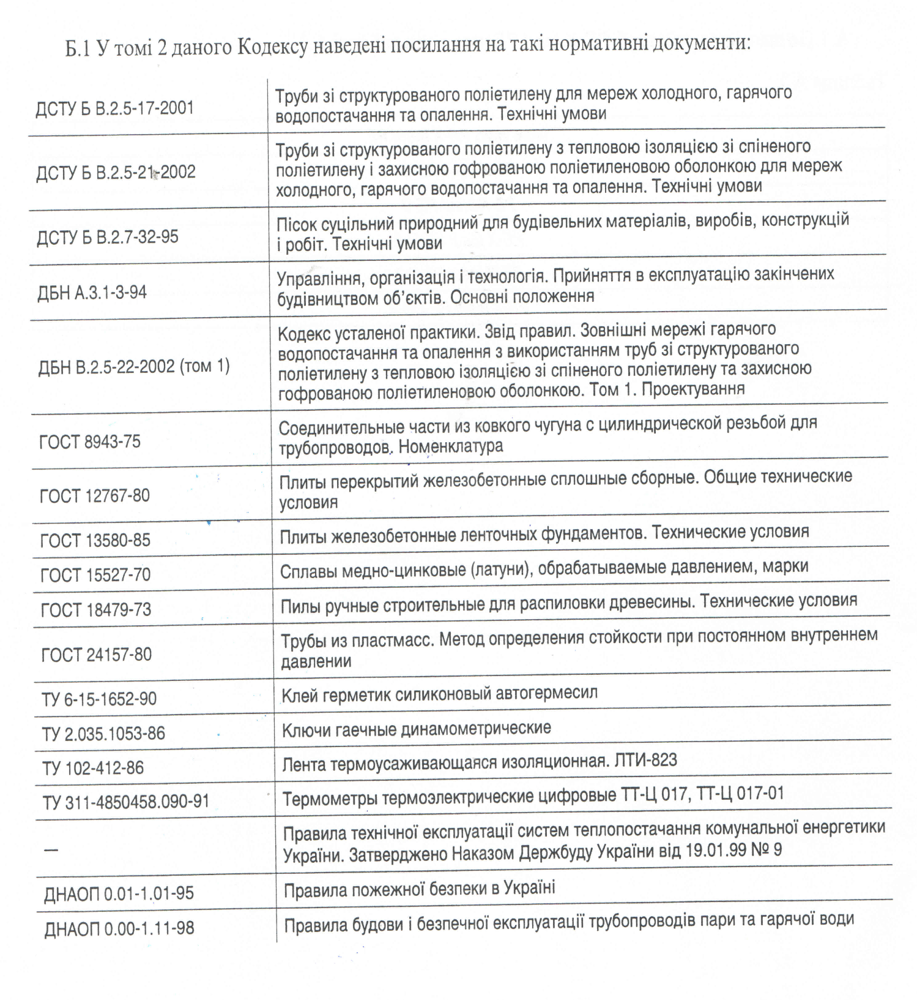 Б.1 У томі 2 даного Кодексу наведені посилання на такі нормативні документи:
ДСТУ Б В.2.5-17-2001
Труби зі структурованого поліетилену для мереж холодного, гарячого
водопостачання та опалення. Технічні умови
ДСТУ Б В.2.5-21-2002
Труби зі структурованого поліетилену з тепловою ізоляцією зі спіненого
поліетилену і захисною гофрованою поліетиленовою оболонкою для мереж
холодного, гарячого водопостачання та опалення. Технічні умови
ДСТУ Б В.2.7-32-95
Пісок суцільний природний для будівельних матеріалів, виробів, конструкцій
і робіт. Технічні умови
ДБН А.3.1-3-94
Управління, організація і технологія. Прийняття в експлуатацію закінчених
будівництвом об’єктів. Основні положення
ДБН В.2.5-22-2002 (том 1)
Кодекс усталеної практики. Звід правил. Зовнішні мережі гарячого
водопостачання та опалення з використанням труб зі структурованого
поліетилену з тепловою ізоляцією зі спіненого поліетилену та захисною
гофрованою поліетиленовою оболонкою. Том 1. Проектування
ГОСТ 8943-75
Соединительные части из ковкого чугуна с цилиндрической резьбой для
трубопроводов. Номенклатура
ГОСТ 12767-80
Плиты перекрытий железобетонные сплошные сборные. Общие технические
условия
ГОСТ 13580-85
Плиты железобетонные ленточных фундаментов. Технические условия
ГОСТ 15527-70
Сплавы медно-цинковые (латуни), обрабатываемые давлением, марки
ГОСТ 18479-73
Пилы ручные строительные для распиловки древесины. Технические условия
ГОСТ 24157-80
Трубы из пластмасс. Метод определения стойкости при постоянном внутреннем
давлении
ТУ 6-15-1652-90
Клей герметик силиконовый автогермесил
ТУ 2.035.1053-86
Ключи гаечные динамометрические
ТУ 102-412-86
Лента термоусаживающаяся изоляционная. ЛТИ-823
ТУ 311-4850458.090-91
Термометры термоэлектрические цифровые ТТ-Ц 017, ТТ-Ц 017-01
—
Правила технічної експлуатації систем теплопостачання комунальної енергетики
України. Затверджено Наказом Держбуду України від 19.01.99 № 9
ДНАОП 0.01-1.01-95
Правила пожежної безпеки в Україні
ДНАОП 0.00-1.11-98
Правила будови і безпечної експлуатації трубопроводів пари та гарячої води